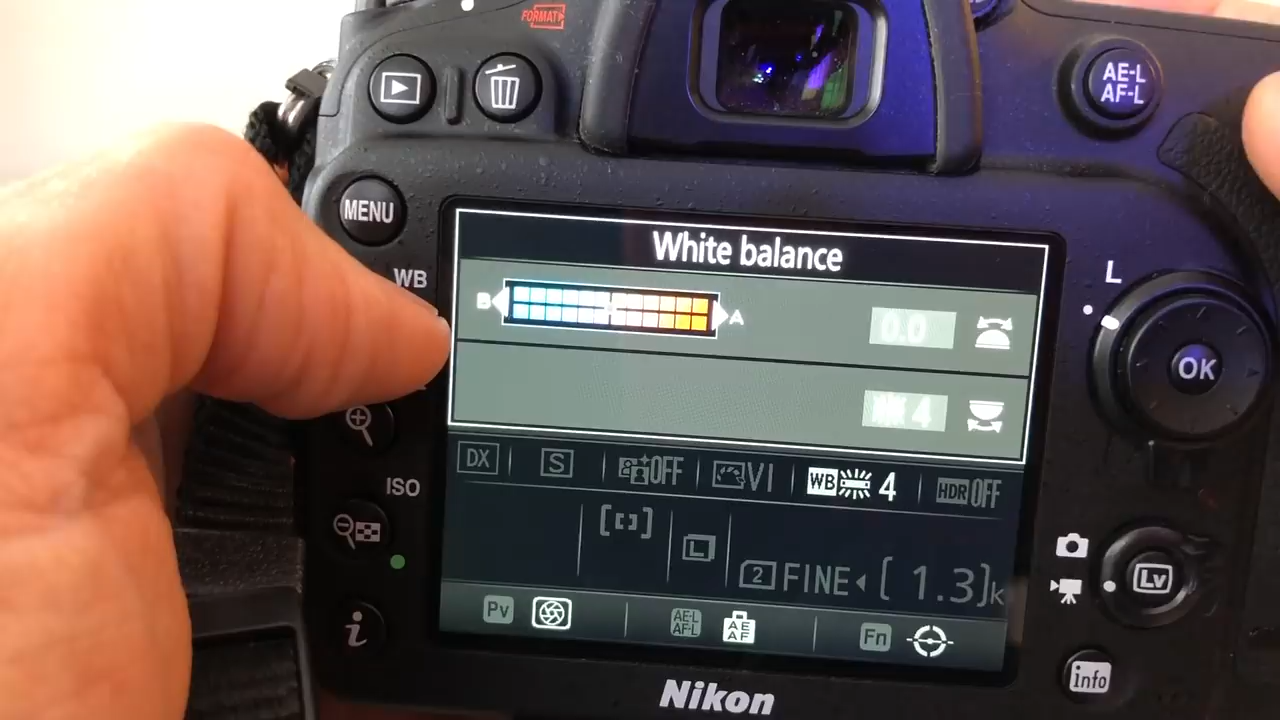 FORMAT
AE-L
AF-L
MENU
WB
ISO
i
White balance
B A
0.0
4
DX S OFF VI WB 4 HDR OFF
[ ] L
2 FINE [ 1.3]k
Pv AE-L AF-L AE AF Fn
L
OK
Lv
info
Nikon